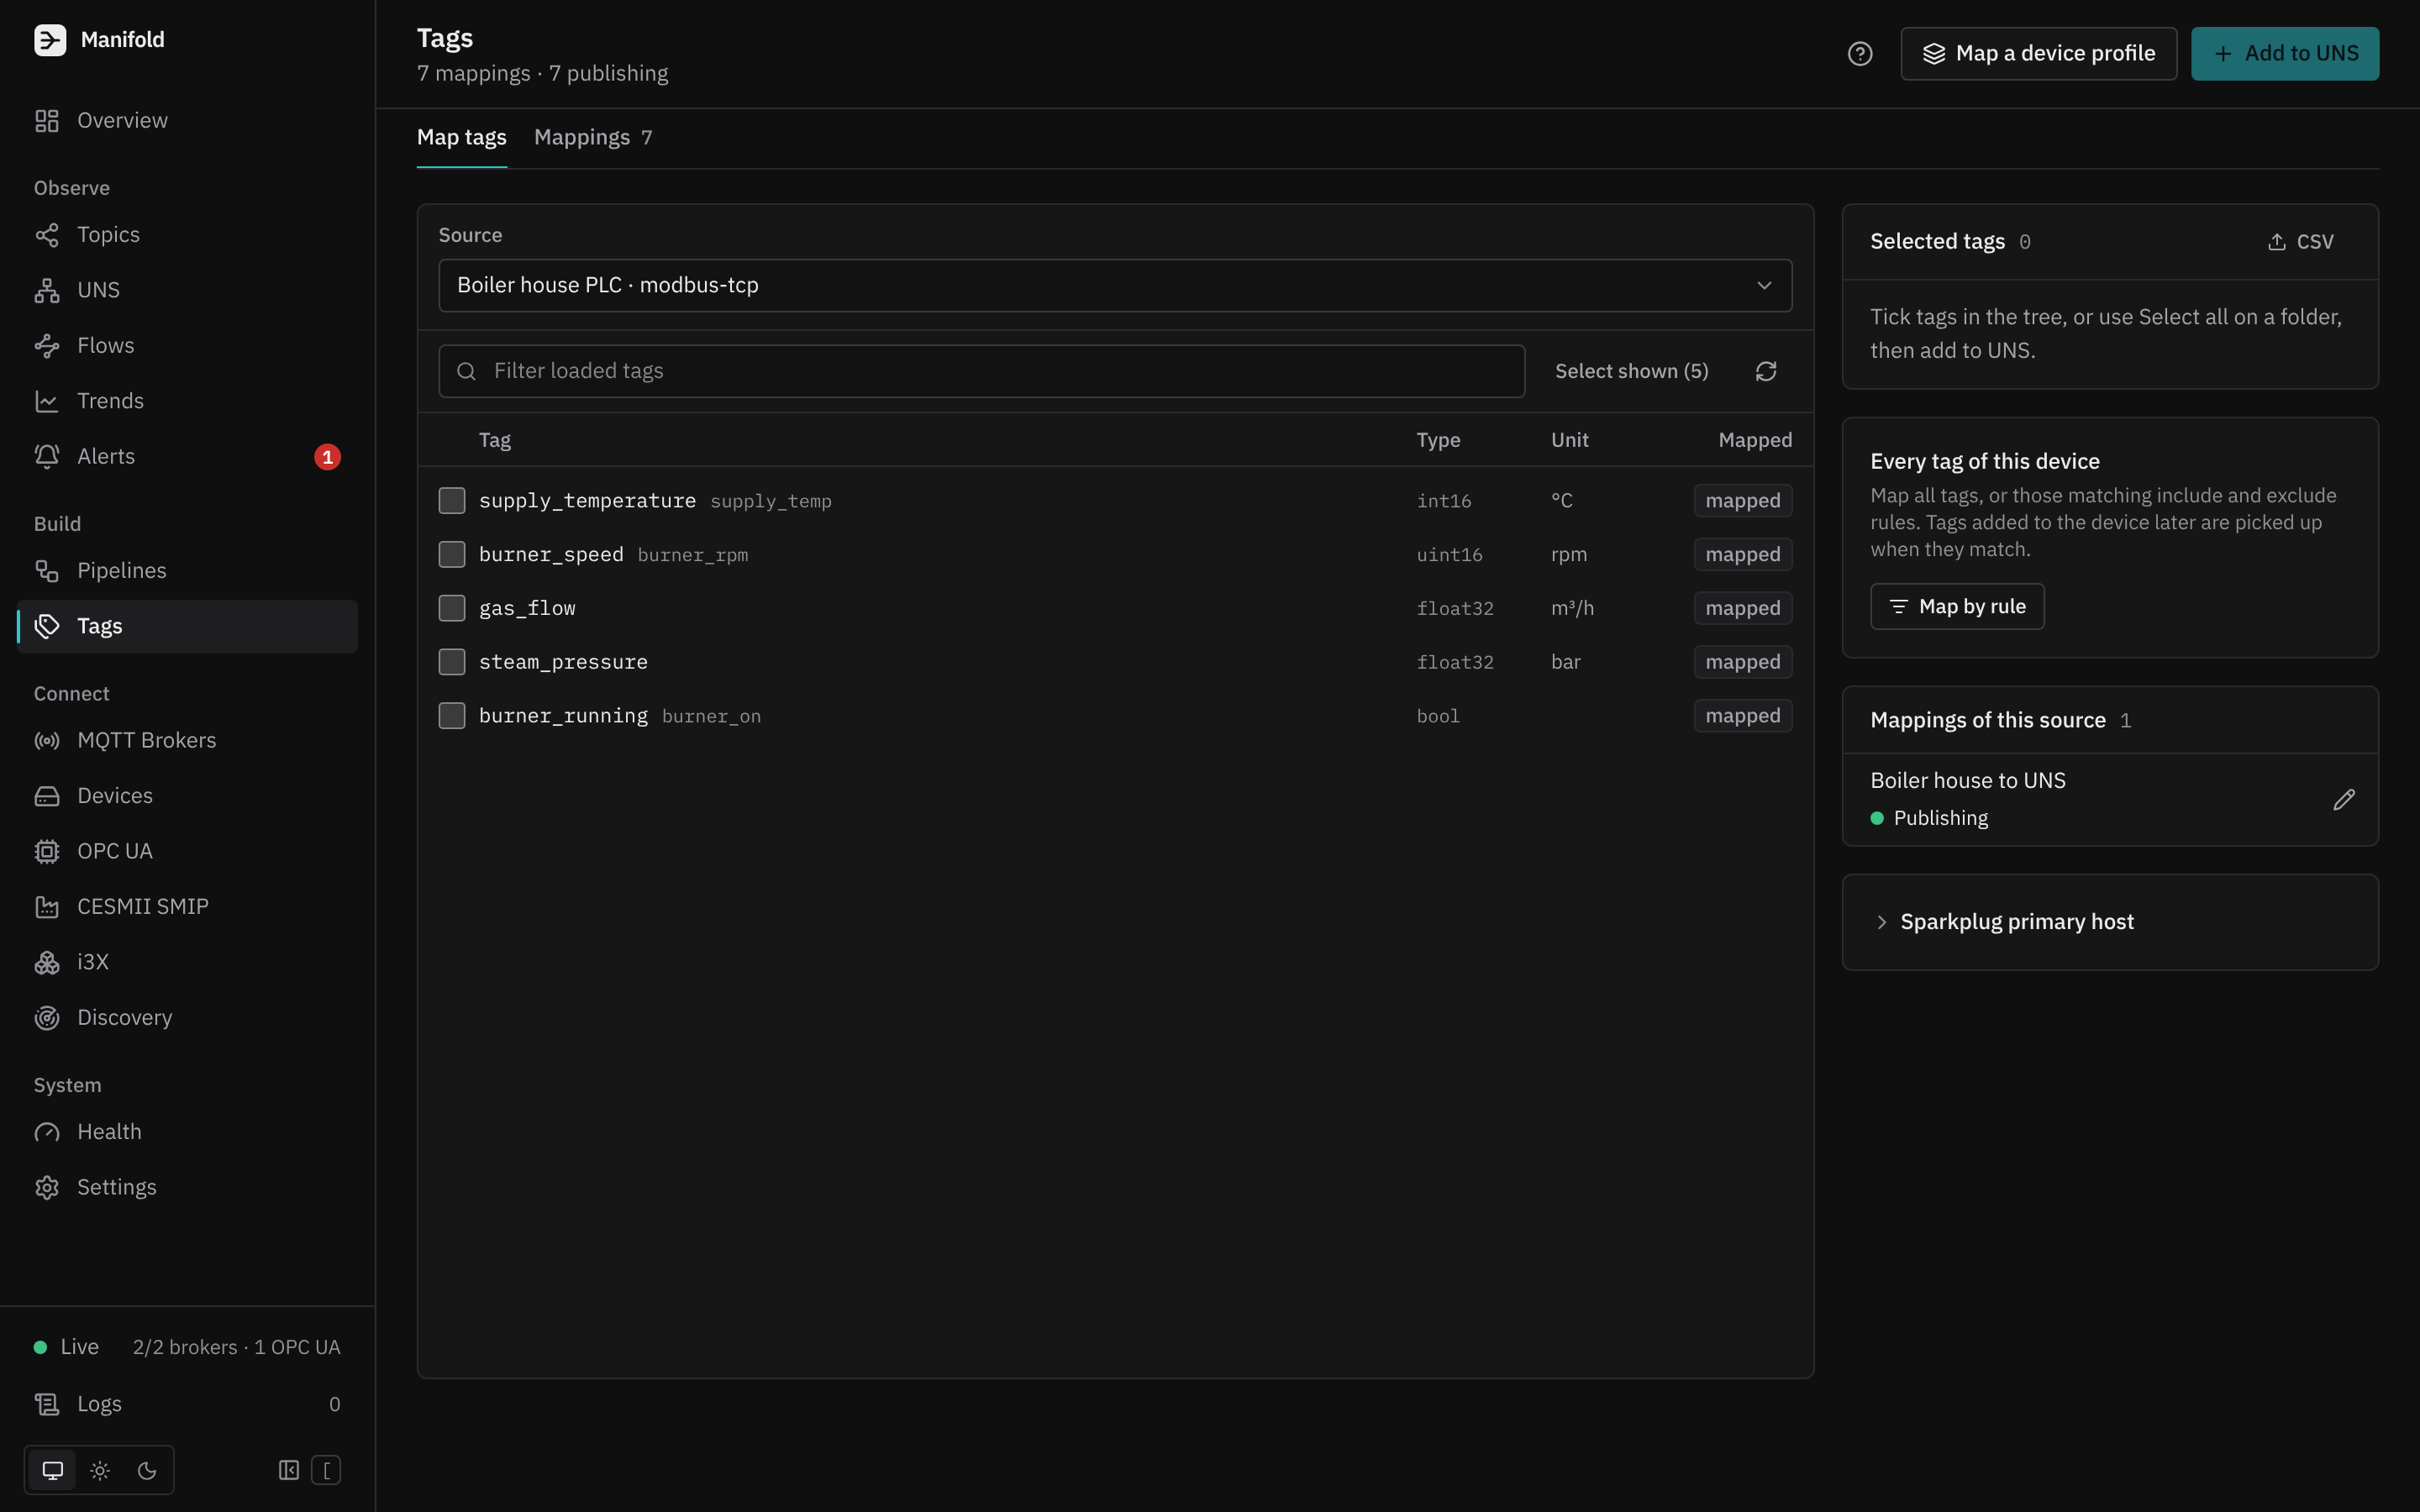 Manifold
Overview
Observe
Topics
UNS
Flows
Trends
Alerts 1
Build
Pipelines
Tags
Connect
MQTT Brokers
Devices
OPC UA
CESMII SMIP
i3X
Discovery
System
Health
Settings
Live 2/2 brokers · 1 OPC UA
Logs 0
[
Tags
7 mappings · 7 publishing
Map a device profile
Add to UNS
Map tags
Mappings 7
Source
Boiler house PLC · modbus-tcp
Filter loaded tags
Select shown (5)
Tag Type Unit Mapped
supply_temperature supply_temp int16 °C mapped
burner_speed burner_rpm uint16 rpm mapped
gas_flow float32 m³/h mapped
steam_pressure float32 bar mapped
burner_running burner_on bool mapped
Selected tags 0 CSV
Tick tags in the tree, or use Select all on a folder,
then add to UNS.
Every tag of this device
Map all tags, or those matching include and exclude
rules. Tags added to the device later are picked up
when they match.
Map by rule
Mappings of this source 1
Boiler house to UNS
Publishing
Sparkplug primary host